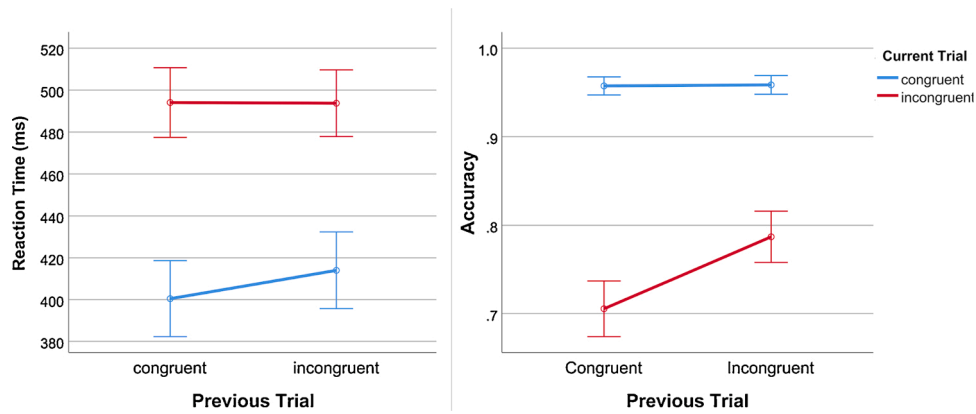 Reaction Time (ms)
520
500
480
460
440
420
400
380
congruent incongruent
Previous Trial
Accuracy
1.0
.9
.8
.7
Congruent Incongruent
Previous Trial
Current Trial
congruent
incongruent